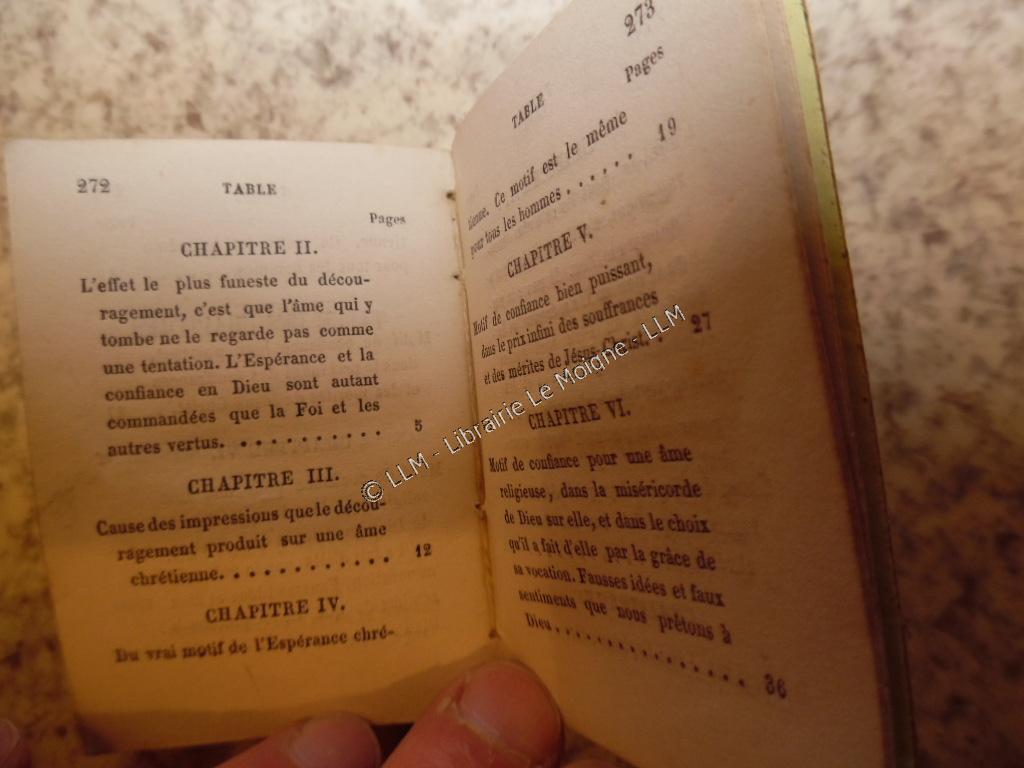 272
TABLE
Pages
CHAPITRE II.
L'effet le plus funeste du décou-
ragement, c'est que l'âme qui y
tombe ne le regarde pas comme
une tentation. L'Espérance et la
confiance en Dieu sont autant
commandées que la Foi et les
autres vertus. . . . . . . . . . . 5
CHAPITRE III.
Cause des impressions que le décou-
ragement produit sur une âme
chrétienne. . . . . . . . . . . . 12
CHAPITRE IV.
Du vrai motif de l'Espérance chré-
273
TABLE
Pages
tienne. Ce motif est le même
pour tous les hommes . . . . . . 19
CHAPITRE V.
Motif de confiance bien puissant,
dans le prix infini des souffrances
et des mérites de Jésus-Christ. . 27
CHAPITRE VI.
Motif de confiance pour une âme
religieuse, dans la miséricorde
de Dieu sur elle, et dans le choix
qu'il a fait d'elle par la grâce de
sa vocation. Fausses idées et faux
sentiments que nous prêtons à
Dieu. . . . . . . . . . . . . . . 36
© LLM - Librairie Le Moigne - LLM